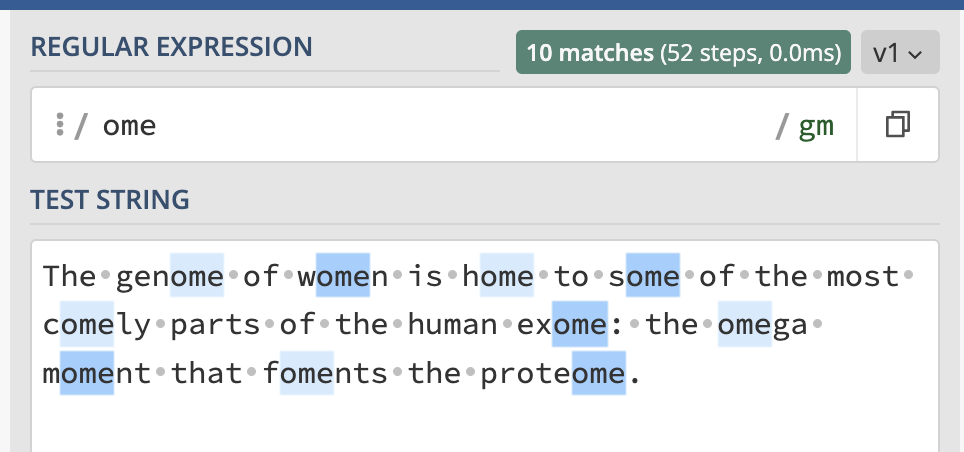 REGULAR EXPRESSION
10 matches (52 steps, 0.0ms)
v1
/ ome / gm
TEST STRING
The·genome·of·women·is·home·to·some·of·the·most·
comely·parts·of·the·human·exome:·the·omega·
moment·that·foments·the·proteome.